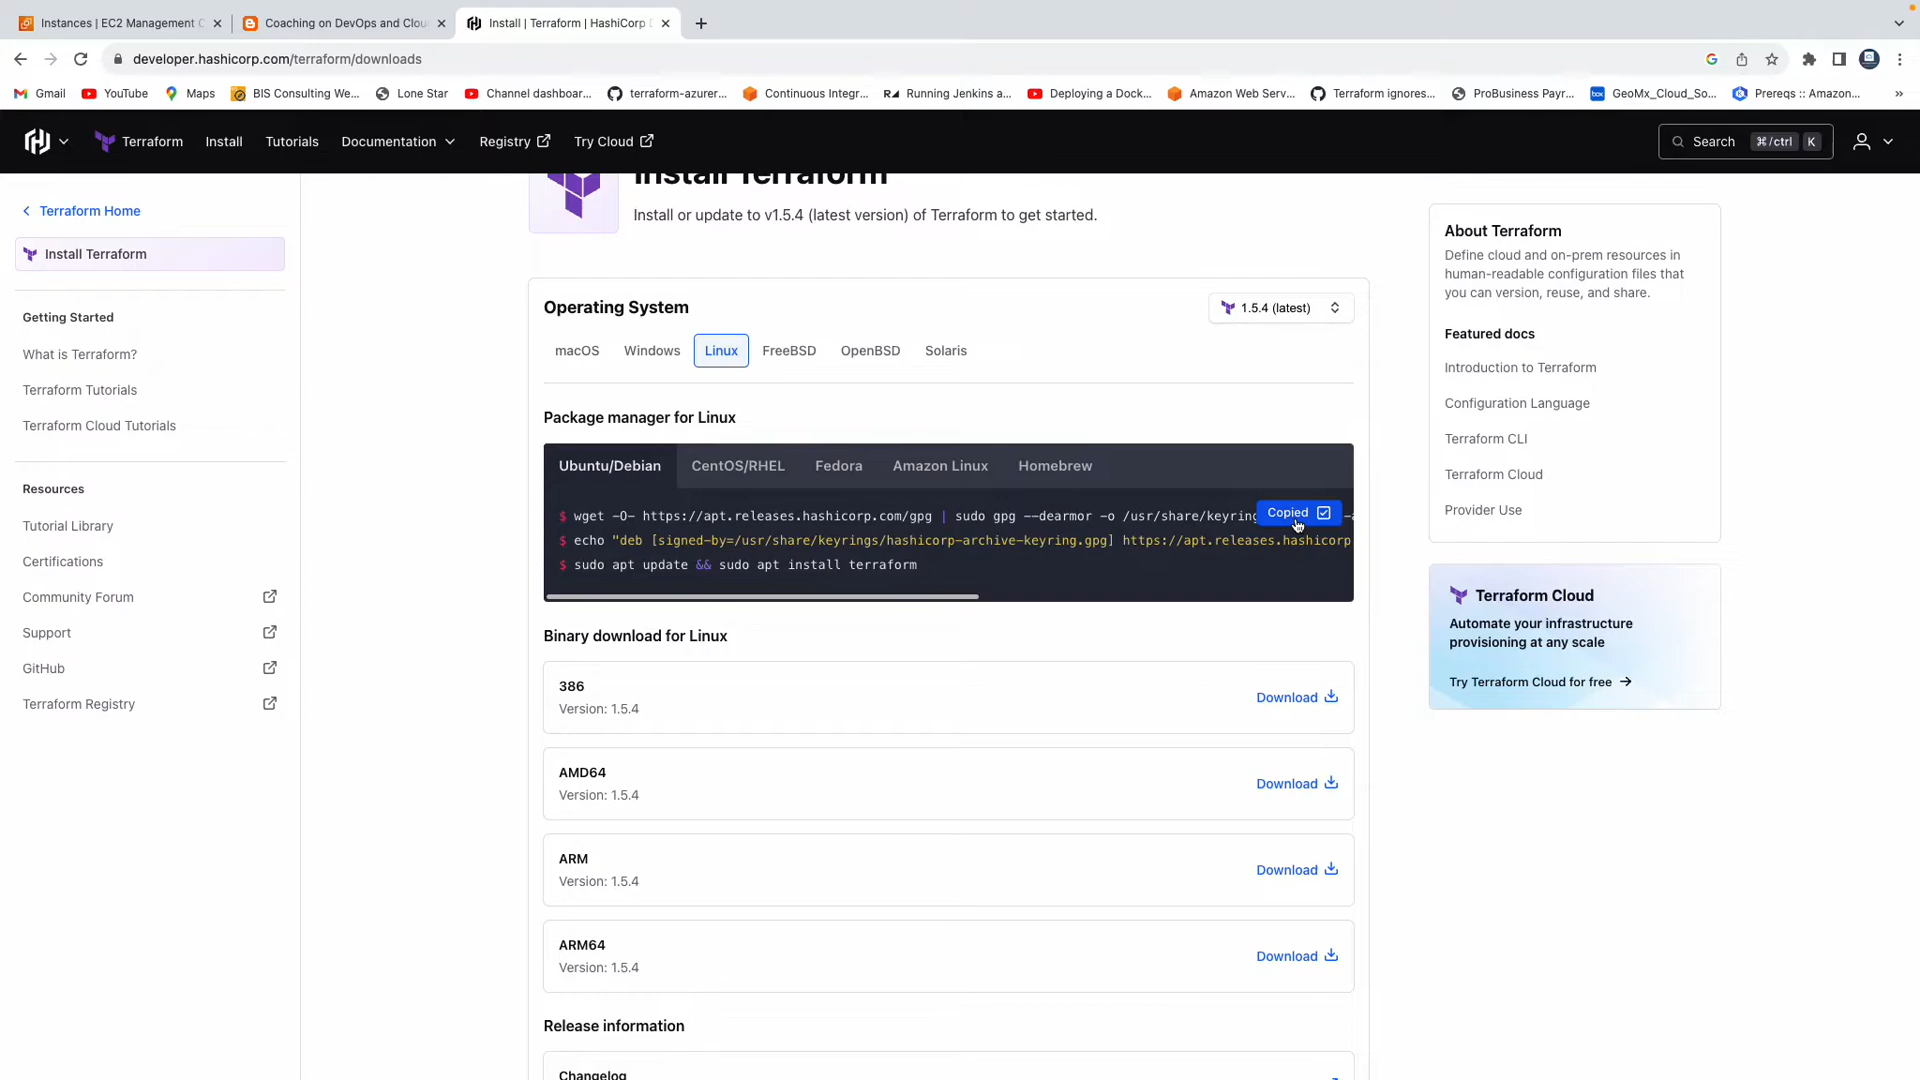 Instances | EC2 Management C
Coaching on DevOps and Clou
Install | Terraform | HashiCorp D
developer.hashicorp.com/terraform/downloads
Gmail
YouTube
Maps
BIS Consulting We...
Lone Star
Channel dashboar...
terraform-azurer...
Continuous Integr...
Running Jenkins a...
Deploying a Dock...
Amazon Web Serv...
Terraform ignores...
ProBusiness Payr...
GeoMx_Cloud_So...
Prereqs :: Amazon...
»
Terraform
Install
Tutorials
Documentation
Registry
Try Cloud
Search ⌘/ctrl K
Terraform Home
Install Terraform
Getting Started
What is Terraform?
Terraform Tutorials
Terraform Cloud Tutorials
Resources
Tutorial Library
Certifications
Community Forum
Support
GitHub
Terraform Registry
Install Terraform
Install or update to v1.5.4 (latest version) of Terraform to get started.
Operating System
1.5.4 (latest)
macOS
Windows
Linux
FreeBSD
OpenBSD
Solaris
Package manager for Linux
Ubuntu/Debian
CentOS/RHEL
Fedora
Amazon Linux
Homebrew
$ wget -O- https://apt.releases.hashicorp.com/gpg | sudo gpg --dearmor -o /usr/share/keyring
Copied
$ echo "deb [signed-by=/usr/share/keyrings/hashicorp-archive-keyring.gpg] https://apt.releases.hashicorp
$ sudo apt update && sudo apt install terraform
Binary download for Linux
386
Version: 1.5.4
Download
AMD64
Version: 1.5.4
Download
ARM
Version: 1.5.4
Download
ARM64
Version: 1.5.4
Download
Release information
Changelog
About Terraform
Define cloud and on-prem resources in
human-readable configuration files that
you can version, reuse, and share.
Featured docs
Introduction to Terraform
Configuration Language
Terraform CLI
Terraform Cloud
Provider Use
Terraform Cloud
Automate your infrastructure
provisioning at any scale
Try Terraform Cloud for free